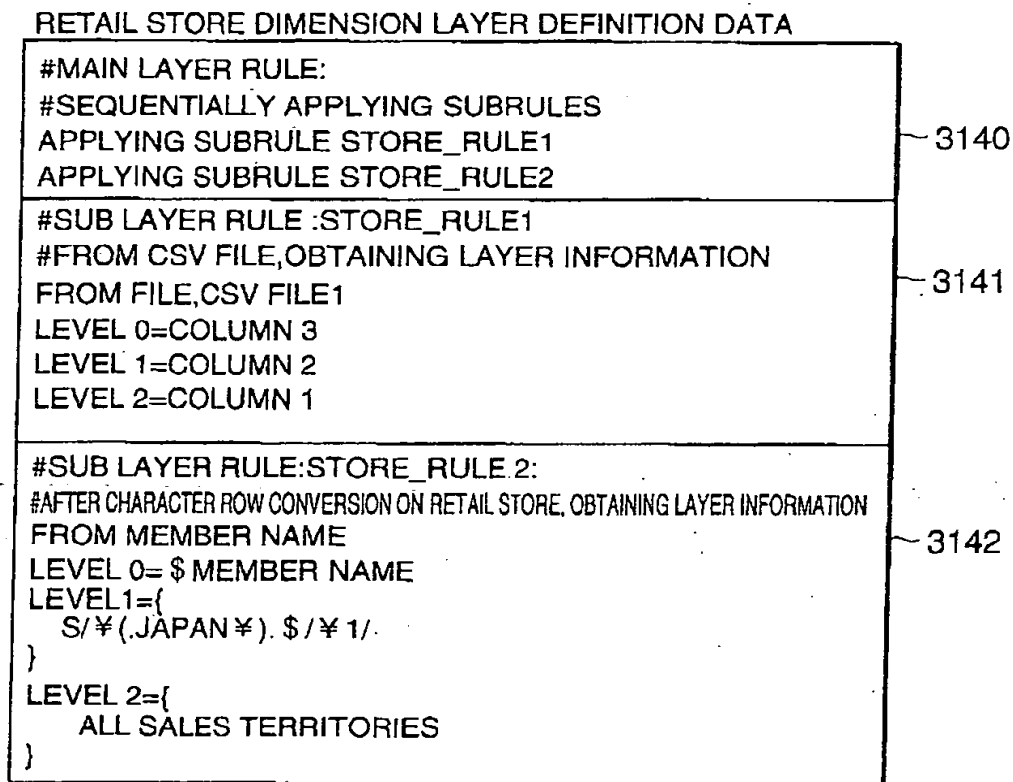 RETAIL STORE DIMENSION LAYER DEFINITION DATA
#MAIN LAYER RULE:
#SEQUENTIALLY APPLYING SUBRULES
APPLYING SUBRULE STORE_RULE1
APPLYING SUBRULE STORE_RULE2
3140
#SUB LAYER RULE :STORE_RULE1
#FROM CSV FILE,OBTAINING LAYER INFORMATION
FROM FILE,CSV FILE1
LEVEL 0=COLUMN 3
LEVEL 1=COLUMN 2
LEVEL 2=COLUMN 1
3141
#SUB LAYER RULE:STORE_RULE.2:
#AFTER CHARACTER ROW CONVERSION ON RETAIL STORE, OBTAINING LAYER INFORMATION
FROM MEMBER NAME
LEVEL 0= $ MEMBER NAME
LEVEL1={
S/¥(.JAPAN¥). $/¥1/
}
LEVEL 2={
ALL SALES TERRITORIES
}
3142